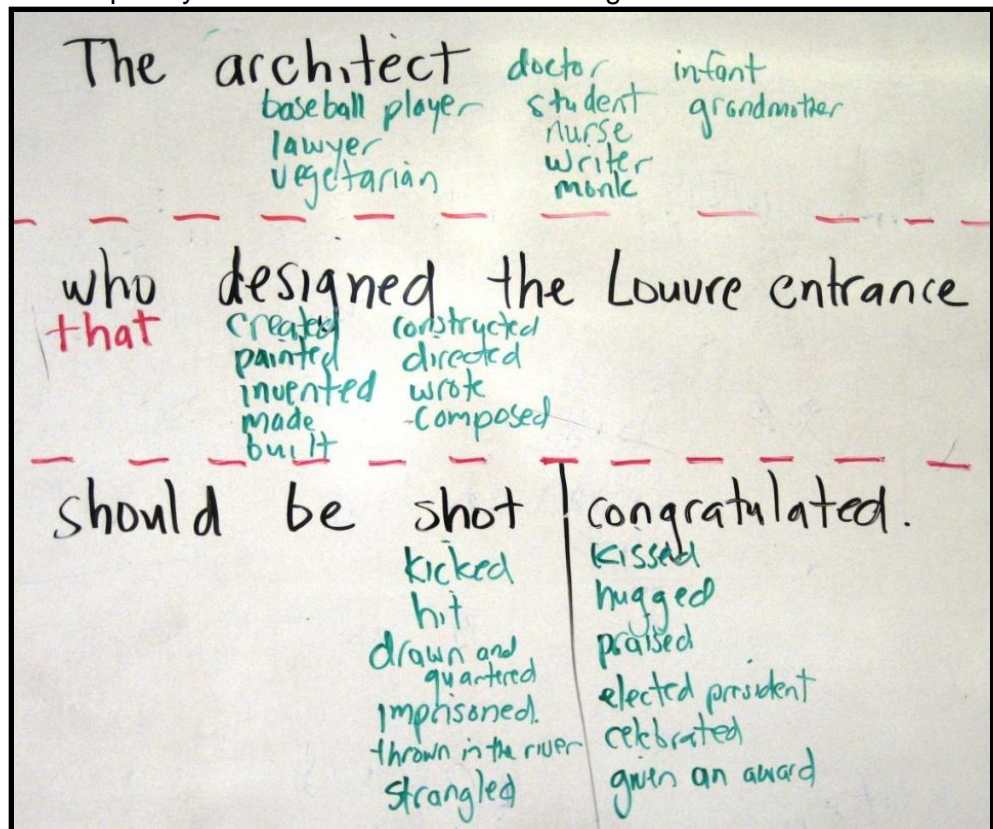 The architect doctor infant
baseball player student grandmother
lawyer nurse
vegetarian writer
monk
who designed the Louvre entrance
that created constructed
painted directed
invented wrote
made composed
built
should be shot congratulated.
kicked kissed
hit hugged
drawn and praised
quartered elected president
imprisoned. celebrated
thrown in the river given an award
strangled